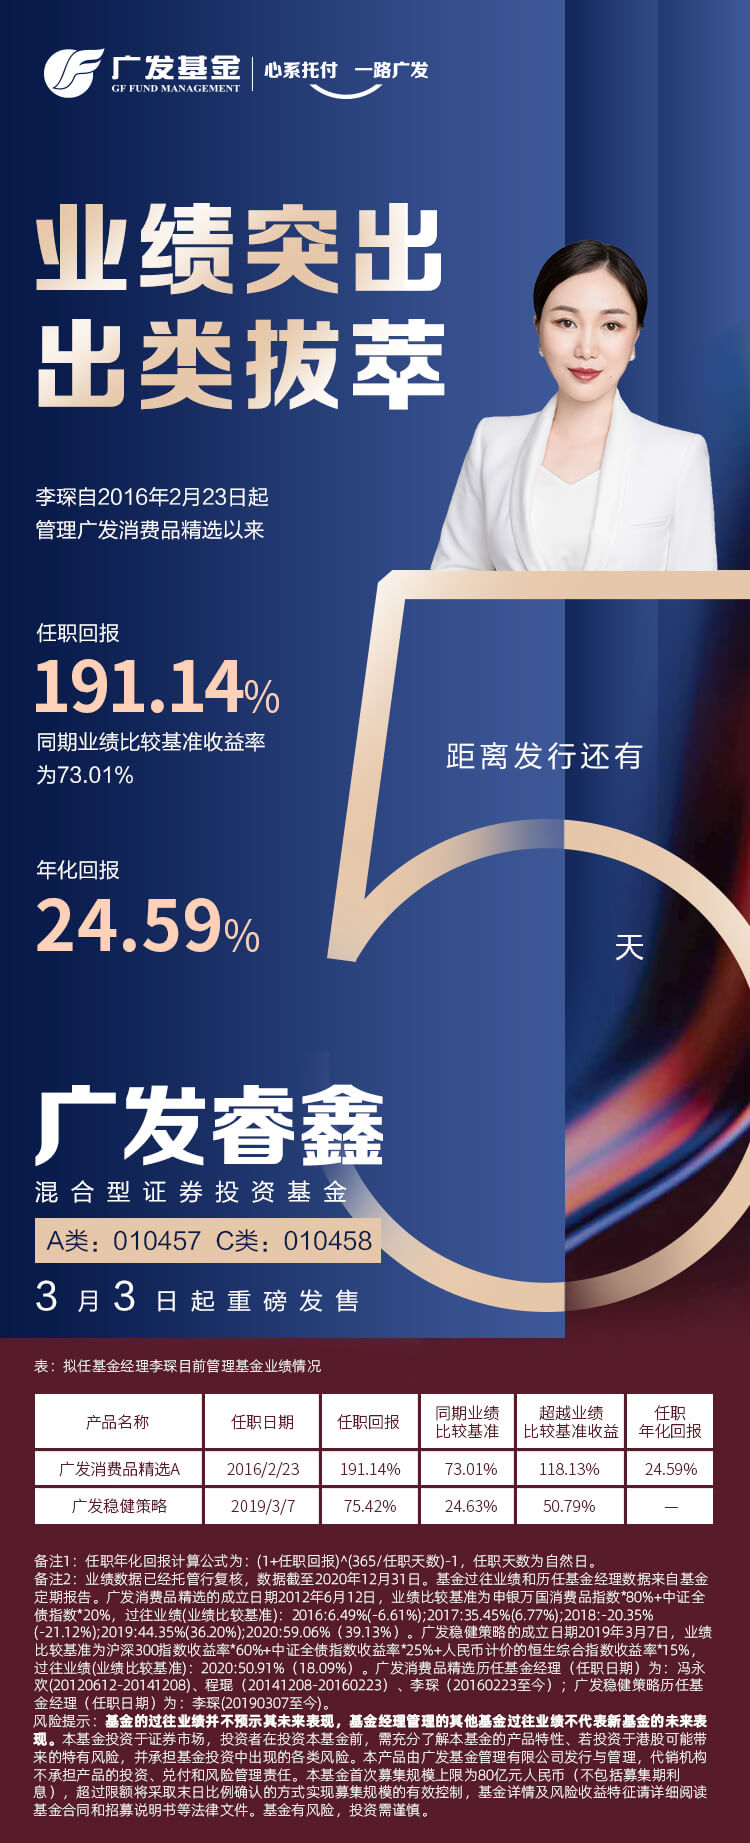 广发基金
GF FUND MANAGEMENT
心系托付 一路广发
业绩突出
出类拔萃
李琛自2016年2月23日起
管理广发消费品精选以来
任职回报
191.14%
同期业绩比较基准收益率
为73.01%
年化回报
24.59%
距离发行还有
5
天
广发睿鑫
混合型证券投资基金
A类：010457 C类：010458
3月3日起重磅发售
表：拟任基金经理李琛目前管理基金业绩情况
产品名称 任职日期 任职回报 同期业绩比较基准 超越业绩比较基准收益 任职年化回报
广发消费品精选A 2016/2/23 191.14% 73.01% 118.13% 24.59%
广发稳健策略 2019/3/7 75.42% 24.63% 50.79% —
备注1：任职年化回报计算公式为：(1+任职回报)^(365/任职天数)-1，任职天数为自然日。
备注2：业绩数据已经托管行复核，数据截至2020年12月31日。基金过往业绩和历任基金经理数据来自基金
定期报告。广发消费品精选的成立日期2012年6月12日，业绩比较基准为申银万国消费品指数*80%+中证全
债指数*20%，过往业绩(业绩比较基准)：2016:6.49%(-6.61%);2017:35.45%(6.77%);2018:-20.35%
(-21.12%);2019:44.35%(36.20%);2020:59.06%（39.13%）。广发稳健策略的成立日期2019年3月7日，业绩
比较基准为沪深300指数收益率*60%+中证全债指数收益率*25%+人民币计价的恒生综合指数收益率*15%，
过往业绩(业绩比较基准)：2020:50.91%（18.09%）。广发消费品精选历任基金经理（任职日期）为：冯永
欢(20120612-20141208)、程琨（20141208-20160223）、李琛（20160223至今）；广发稳健策略历任基
金经理（任职日期）为：李琛(20190307至今)。
风险提示：基金的过往业绩并不预示其未来表现，基金经理管理的其他基金过往业绩不代表新基金的未来表
现。本基金投资于证券市场，投资者在投资本基金前，需充分了解本基金的产品特性、若投资于港股可能带
来的特有风险，并承担基金投资中出现的各类风险。本产品由广发基金管理有限公司发行与管理，代销机构
不承担产品的投资、兑付和风险管理责任。本基金首次募集规模上限为80亿元人民币（不包括募集期利
息），超过限额将采取末日比例确认的方式实现募集规模的有效控制，基金详情及风险收益特征请详细阅读
基金合同和招募说明书等法律文件。基金有风险，投资需谨慎。